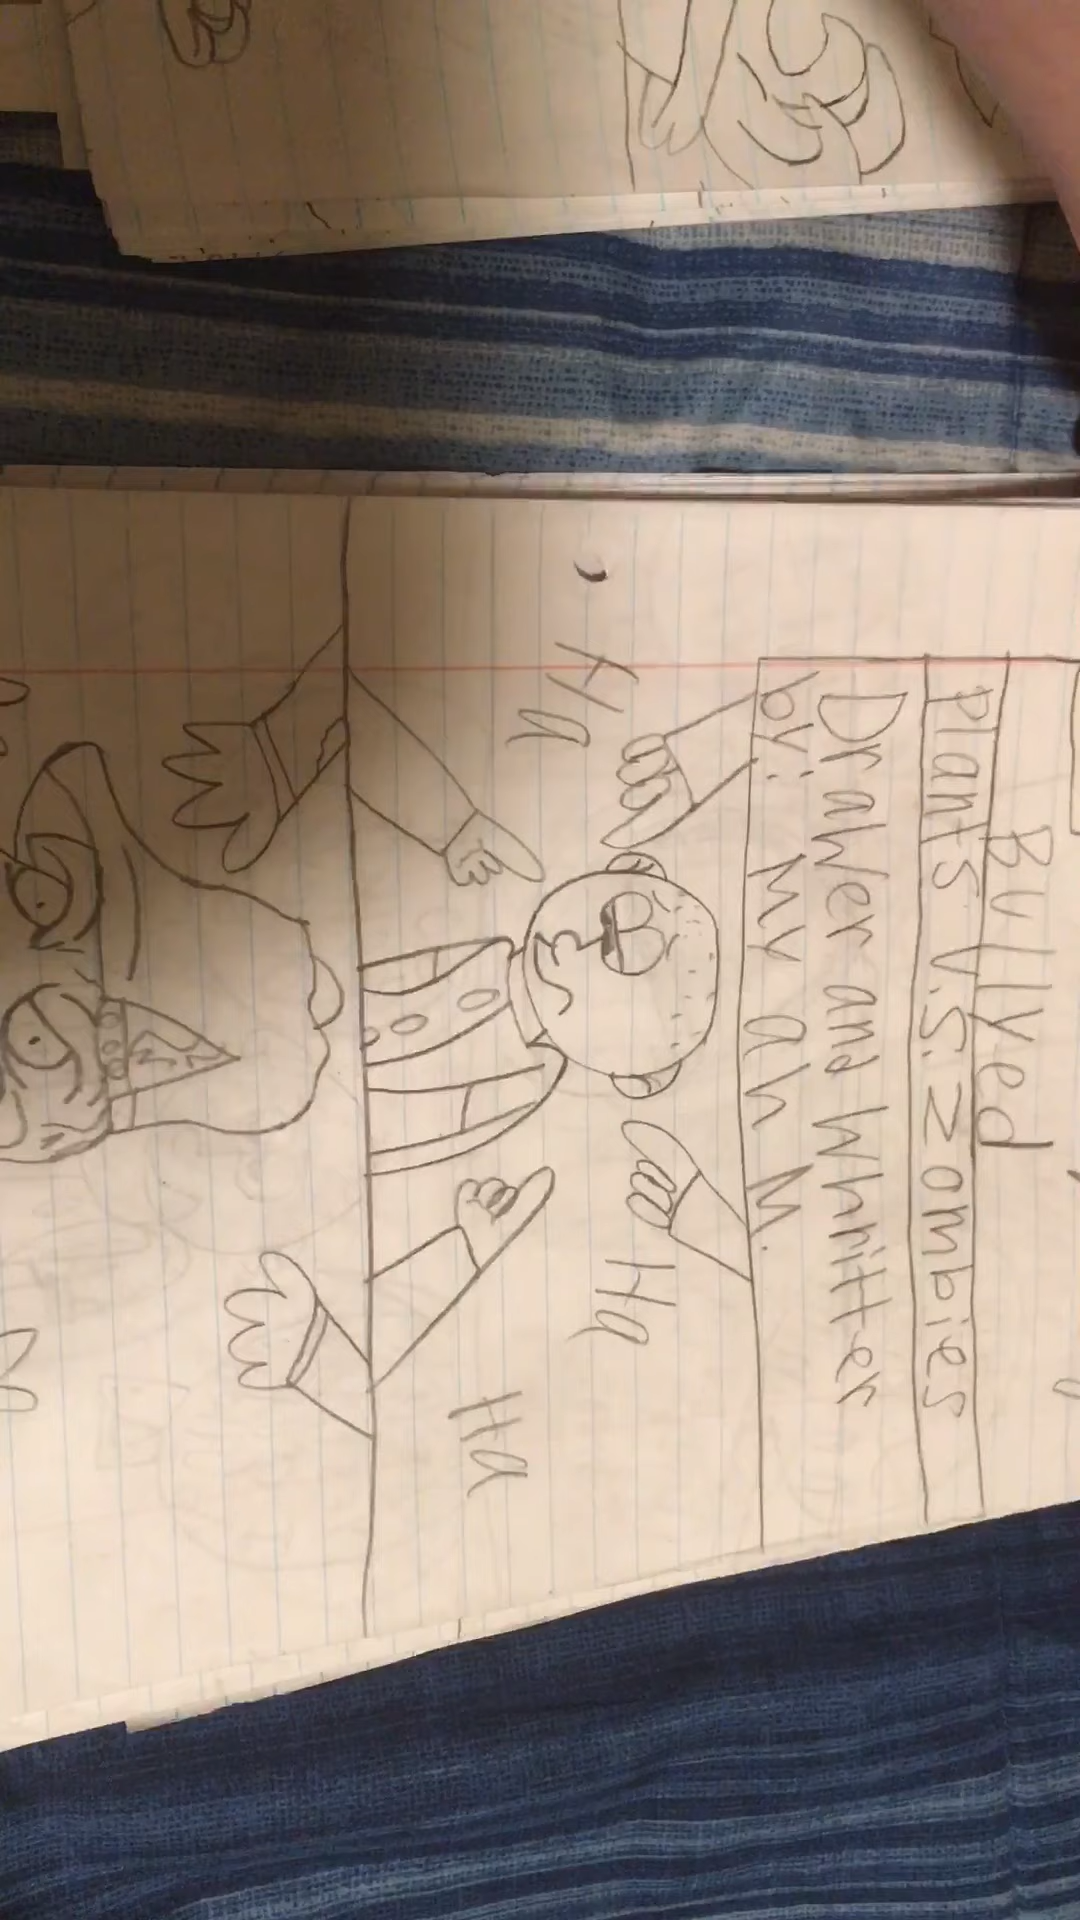 Bullyed
Plants V.S. Zombies
Drawer and Whritter
by: My ah M.
Ha
Ha
Ha